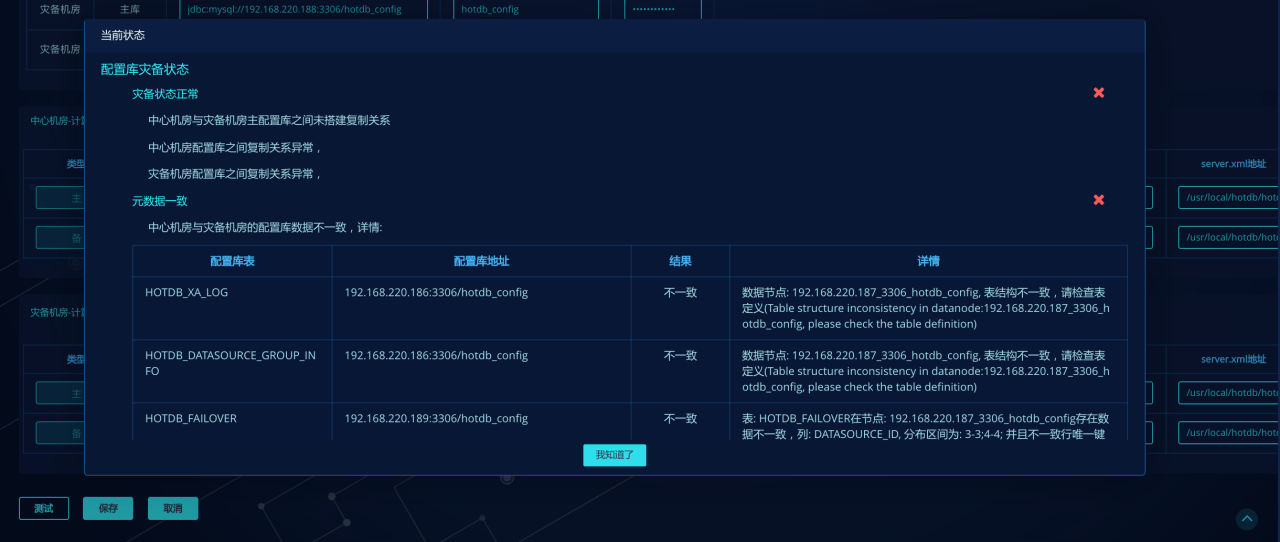 灾备机房 主库 jdbc:mysql://192.168.220.188:3306/hotdb_config hotdb_config ••••••••••••
当前状态
灾备机房
配置库灾备状态
灾备状态正常
中心机房与灾备机房主配置库之间未搭建复制关系
中心机房-计
中心机房配置库之间复制关系异常，
类型 server.xml地址
灾备机房配置库之间复制关系异常，
主 /usr/local/hotdb/hot
元数据一致
中心机房与灾备机房的配置库数据不一致，详情:
备 /usr/local/hotdb/hot
配置库表 配置库地址 结果 详情
HOTDB_XA_LOG 192.168.220.186:3306/hotdb_config 不一致 数据节点: 192.168.220.187_3306_hotdb_config, 表结构不一致，请检查表
定义(Table structure inconsistency in datanode:192.168.220.187_3306_h
灾备机房-计
otdb_config, please check the table definition)
HOTDB_DATASOURCE_GROUP_IN 192.168.220.186:3306/hotdb_config 不一致 数据节点: 192.168.220.187_3306_hotdb_config, 表结构不一致，请检查表
类型 server.xml地址
FO 定义(Table structure inconsistency in datanode:192.168.220.187_3306_h
otdb_config, please check the table definition)
主 /usr/local/hotdb/hot
HOTDB_FAILOVER 192.168.220.189:3306/hotdb_config 不一致 表: HOTDB_FAILOVER在节点: 192.168.220.187_3306_hotdb_config存在数
备 据不一致，列: DATASOURCE_ID, 分布区间为: 3-3;4-4; 并且不一致行唯一键 /usr/local/hotdb/hot
我知道了
测试 保存 取消